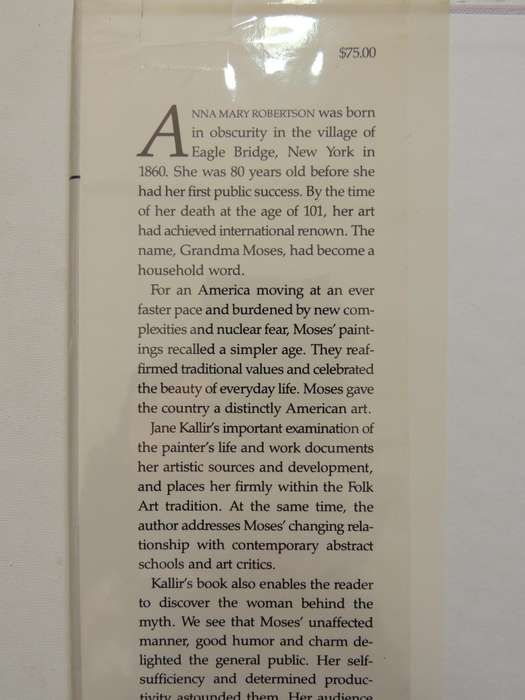 $75.00
ANNA MARY ROBERTSON was born
in obscurity in the village of
Eagle Bridge, New York in
1860. She was 80 years old before she
had her first public success. By the time
of her death at the age of 101, her art
had achieved international renown. The
name, Grandma Moses, had become a
household word.
For an America moving at an ever
faster pace and burdened by new com-
plexities and nuclear fear, Moses' paint-
ings recalled a simpler age. They reaf-
firmed traditional values and celebrated
the beauty of everyday life. Moses gave
the country a distinctly American art.
Jane Kallir's important examination of
the painter's life and work documents
her artistic sources and development,
and places her firmly within the Folk
Art tradition. At the same time, the
author addresses Moses' changing rela-
tionship with contemporary abstract
schools and art critics.
Kallir's book also enables the reader
to discover the woman behind the
myth. We see that Moses' unaffected
manner, good humor and charm de-
lighted the general public. Her self-
sufficiency and determined produc-
tivity astounded them. Her audience